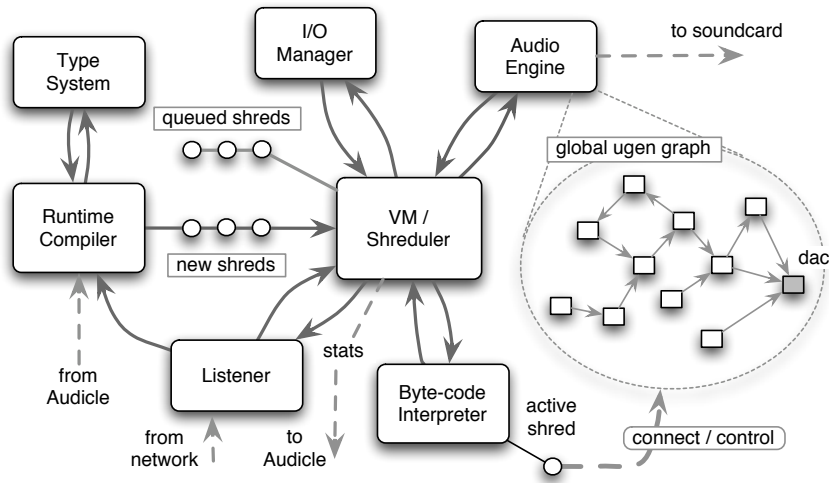 Type
System
I/O
Manager
Audio
Engine
to soundcard
queued shreds
global ugen graph
Runtime
Compiler
VM /
Shreduler
new shreds
dac
from
Audicle
Listener
stats
Byte-code
Interpreter
active
shred
from
network
to
Audicle
connect / control